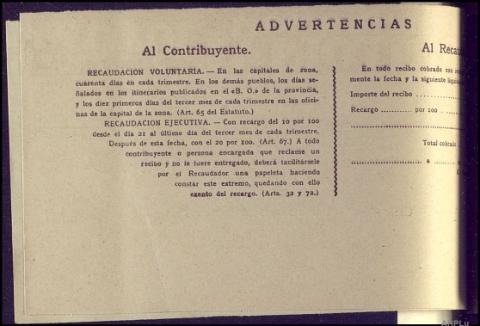 ADVERTENCIAS
Al Contribuyente.
RECAUDACION VOLUNTARIA. — En las capitales de zona,
cuarenta días en cada trimestre. En los demás pueblos, los días se-
ñalados en los itinerarios publicados en el «B. O.» de la provincia,
y los diez primeros días del tercer mes de cada trimestre en las ofici-
nas de la capital de la zona. (Art. 65 del Estatuto.)
RECAUDACION EJECUTIVA. — Con recargo del 10 por 100
desde el día 21 al último día del tercer mes de cada trimestre.
Después de esta fecha, con el 20 por 100. (Art. 67.) A todo
contribuyente o persona encargada que reclame un
recibo y no le fuere entregado, deberá facilitársele
por el Recaudador una papeleta haciendo
constar este extremo, quedando con ello
exento del recargo. (Arts. 32 y 72.)
Al Recau
En todo recibo cobrado con
mente la fecha y la siguiente liquid
Importe del recibo
Recargo por 100
Total cobrado
a